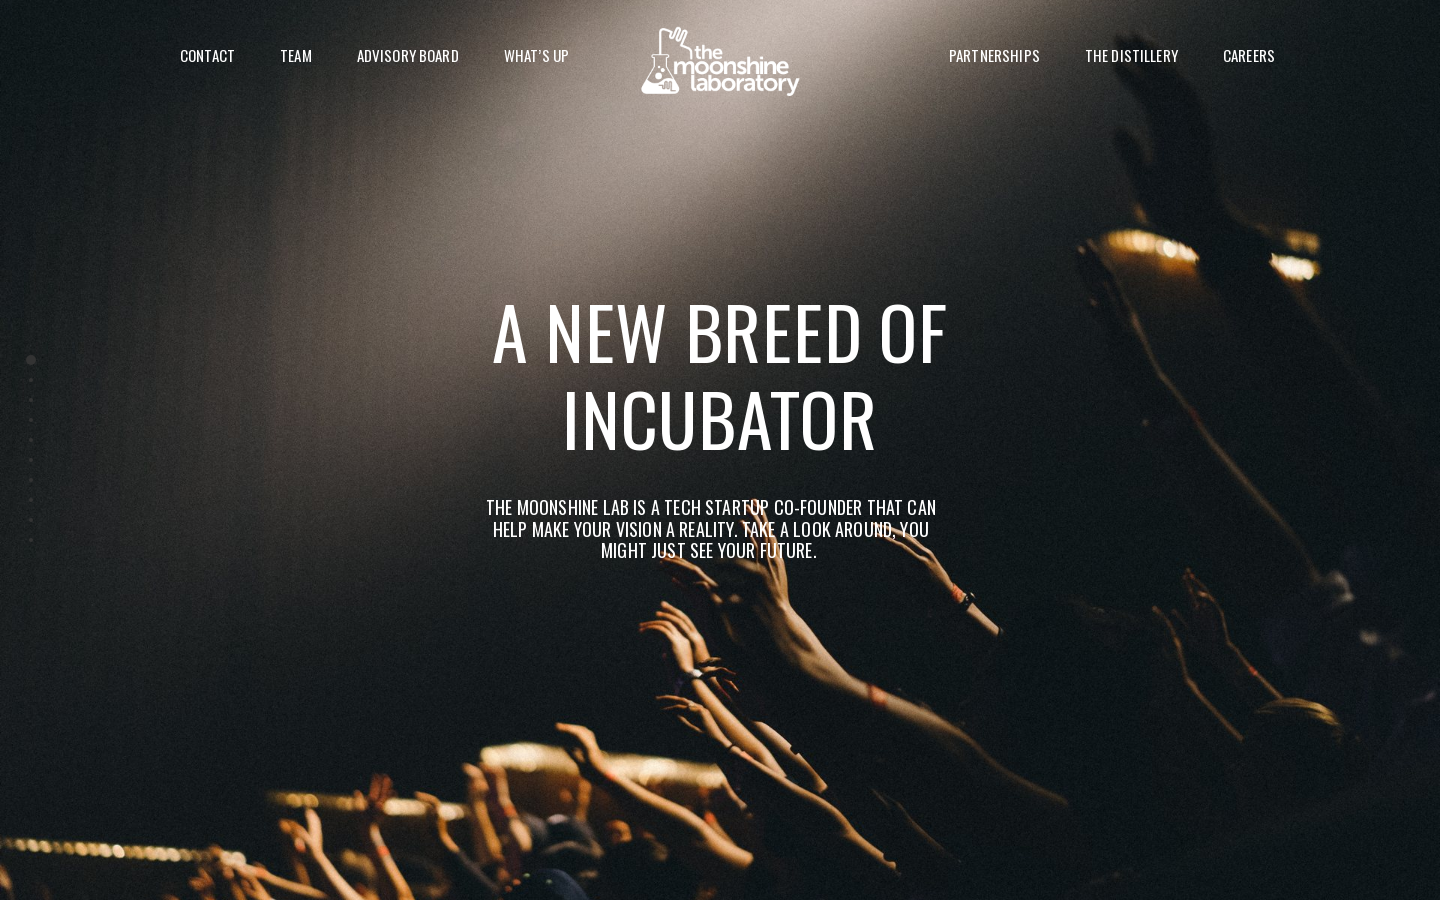 CONTACT TEAM ADVISORY BOARD WHAT'S UP
the
moonshine
laboratory
PARTNERSHIPS THE DISTILLERY CAREERS
A NEW BREED OF
INCUBATOR
THE MOONSHINE LAB IS A TECH STARTUP CO-FOUNDER THAT CAN
HELP MAKE YOUR VISION A REALITY. TAKE A LOOK AROUND, YOU
MIGHT JUST SEE YOUR FUTURE.